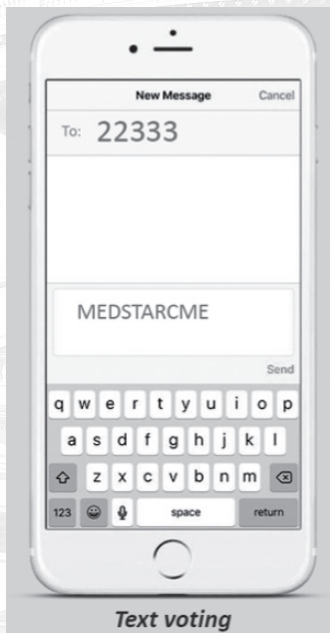 New Message Cancel
To: 22333
MEDSTARCME
Send
q w e r t y u i o p
a s d f g h j k l
z x c v b n m
123 space return
Text voting